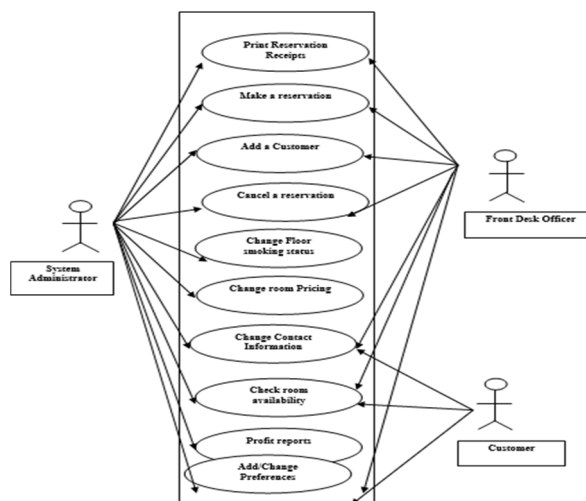 Print Reservation
Receipts
Make a reservation
Add a Customer
Cancel a reservation
Front Desk Officer
Change Floor
smoking status
System
Administrator
Change room Pricing
Change Contact
Information
Check room
availability
Profit reports
Customer
Add/Change
Preferences